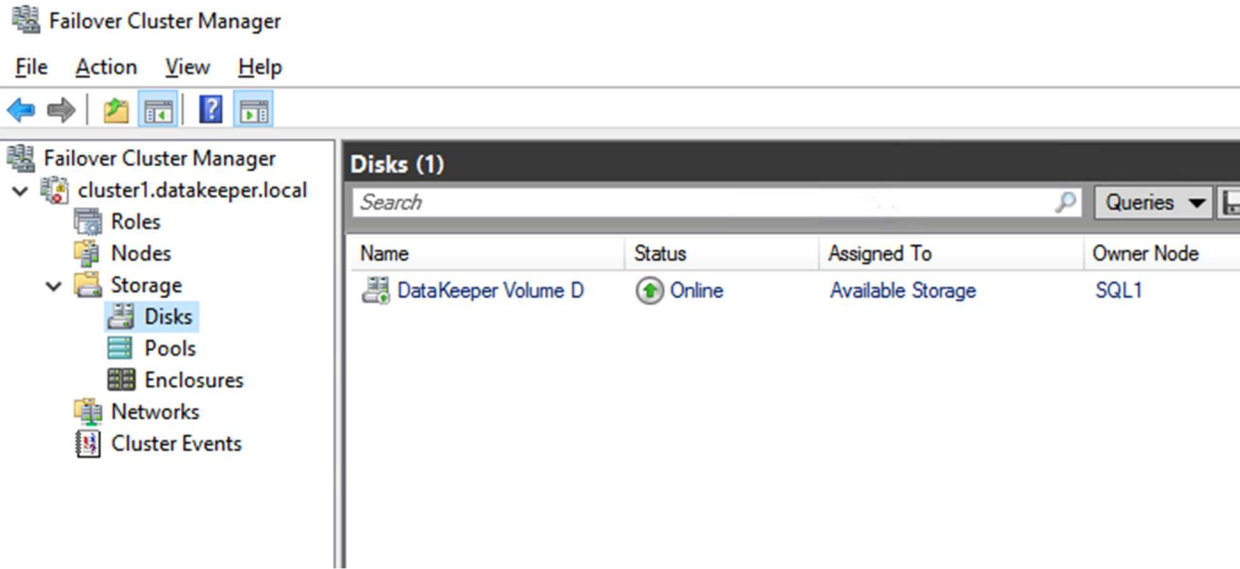 Failover Cluster Manager
File Action View Help
Failover Cluster Manager
cluster1.datakeeper.local
Roles
Nodes
Storage
Disks
Pools
Enclosures
Networks
Cluster Events
Disks (1)
Search
Queries
Name Status Assigned To Owner Node
DataKeeper Volume D Online Available Storage SQL1